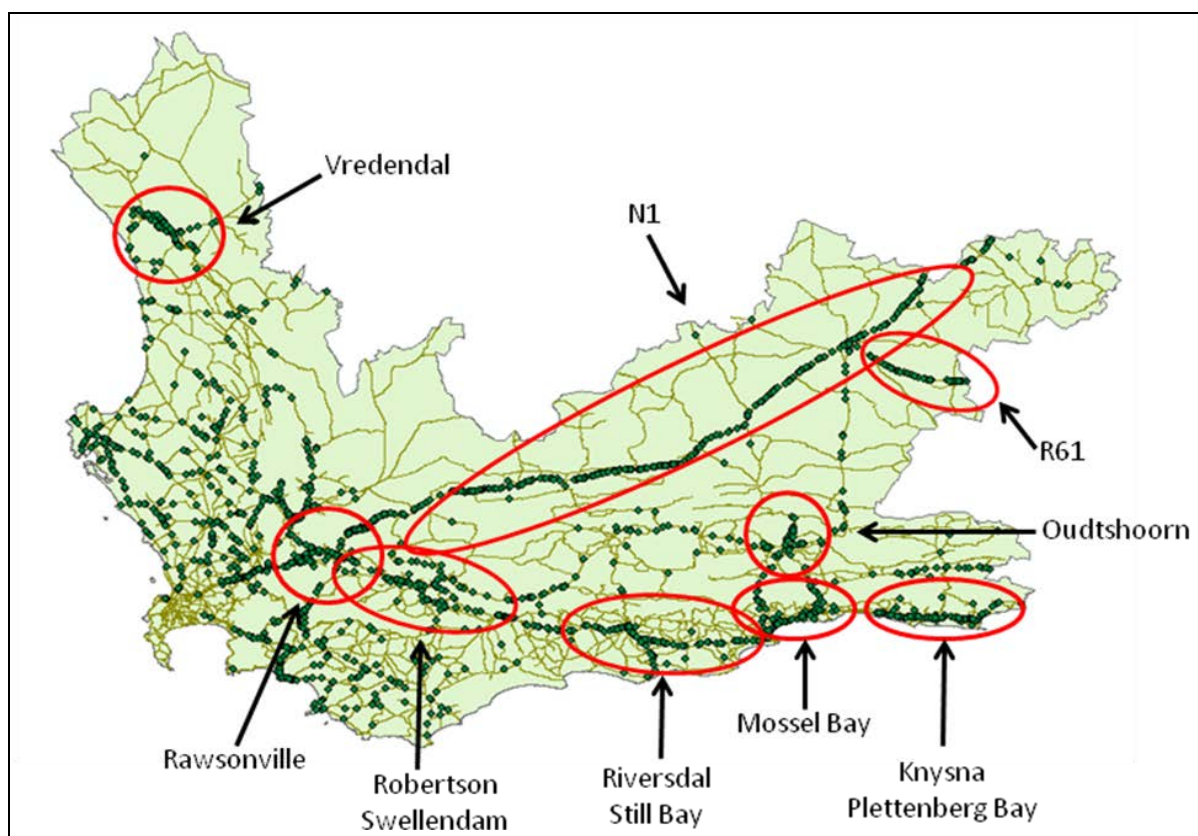 Vredendal
N1
R61
Oudtshoorn
Mossel Bay
Rawsonville
Robertson
Swellendam
Riversdal
Still Bay
Knysna
Plettenberg Bay